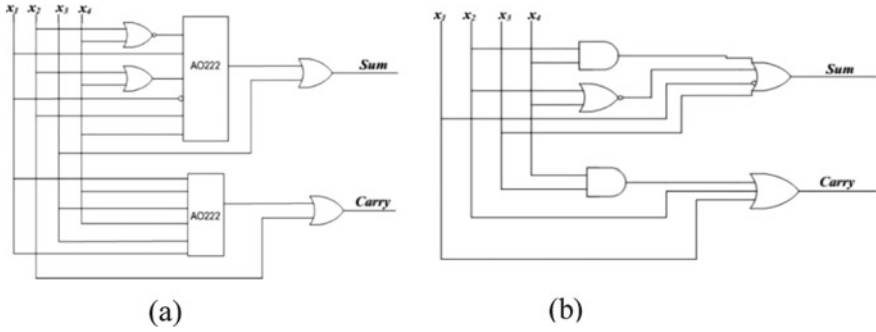 x₁ x₂ x₃ x₄
AO222
Sum
AO222
Carry
(a)
x₁ x₂ x₃ x₄
Sum
Carry
(b)